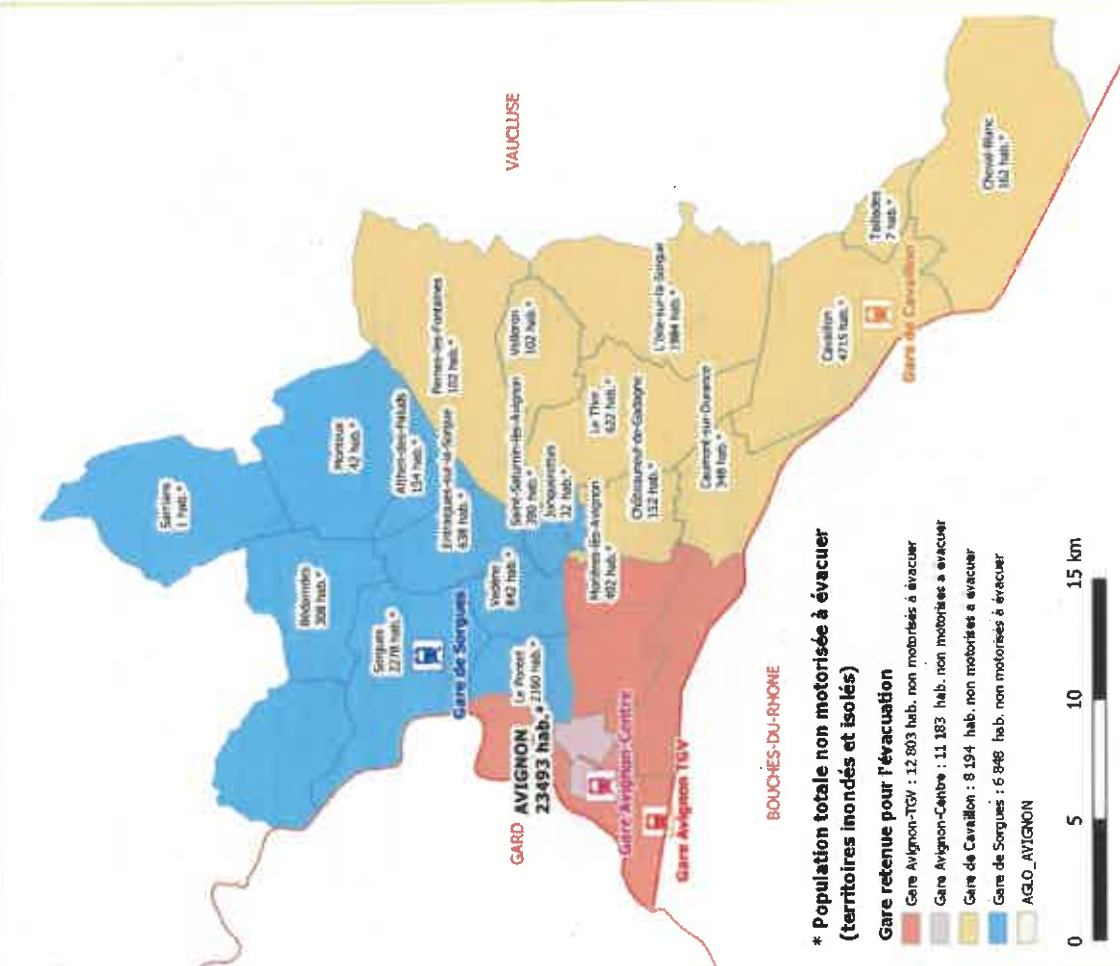 VAUCLUSE
Sarrians
1 hab.*
Monteux
42 hab.*
Althen-des-Paluds
154 hab.*
Bédarrides
308 hab.*
Entraigues-sur-la-Sorgue
638 hab.*
Pernes-les-Fontaines
102 hab.*
Sorgues
2278 hab.*
Gare de Sorgues
Vedène
842 hab.*
Saint-Saturnin-lès-Avignon
390 hab.*
Velleron
102 hab.*
Jonquerettes
32 hab.*
Le Pontet
2160 hab.*
Le Thor
622 hab.*
L'Isle-sur-la-Sorgue
1984 hab.*
Morières-lès-Avignon
402 hab.*
Châteauneuf-de-Gadagne
152 hab.*
Caumont-sur-Durance
348 hab.*
Cavaillon
4715 hab.*
Taillades
7 hab.*
Cheval-Blanc
162 hab.*
Gare de Cavaillon
GARD
AVIGNON
23493 hab.*
Gare Avignon-Centre
Gare Avignon TGV
BOUCHES-DU-RHONE
* Population totale non motorisée à évacuer
(territoires inondés et isolés)
Gare retenue pour l'évacuation
Gare Avignon-TGV : 12 803 hab. non motorisés à évacuer
Gare Avignon-Centre : 11 183 hab. non motorisés à évacuer
Gare de Cavaillon : 8 194 hab. non motorisés à évacuer
Gare de Sorgues : 6 848 hab. non motorisés à évacuer
AGLO_AVIGNON
0 5 10 15 km